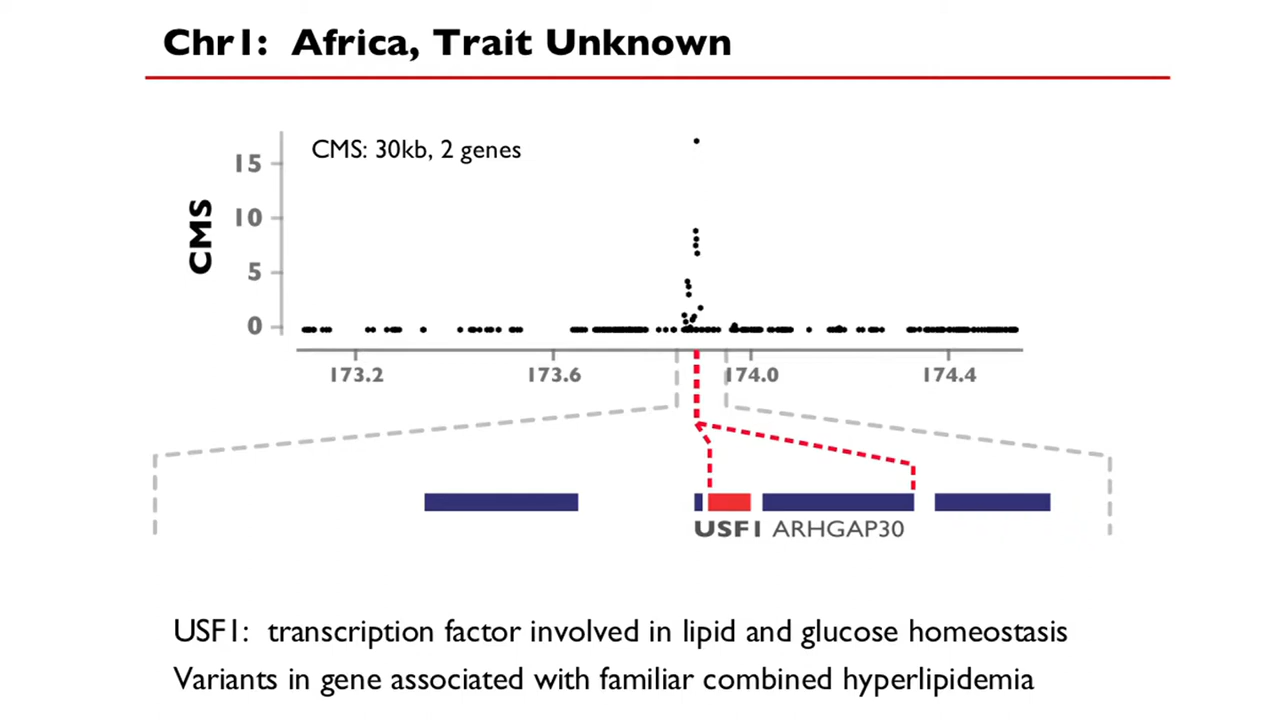 Chr1: Africa, Trait Unknown
CMS: 30kb, 2 genes
CMS
15
10
5
0
173.2 173.6 174.0 174.4
USF1 ARHGAP30
USF1: transcription factor involved in lipid and glucose homeostasis
Variants in gene associated with familiar combined hyperlipidemia